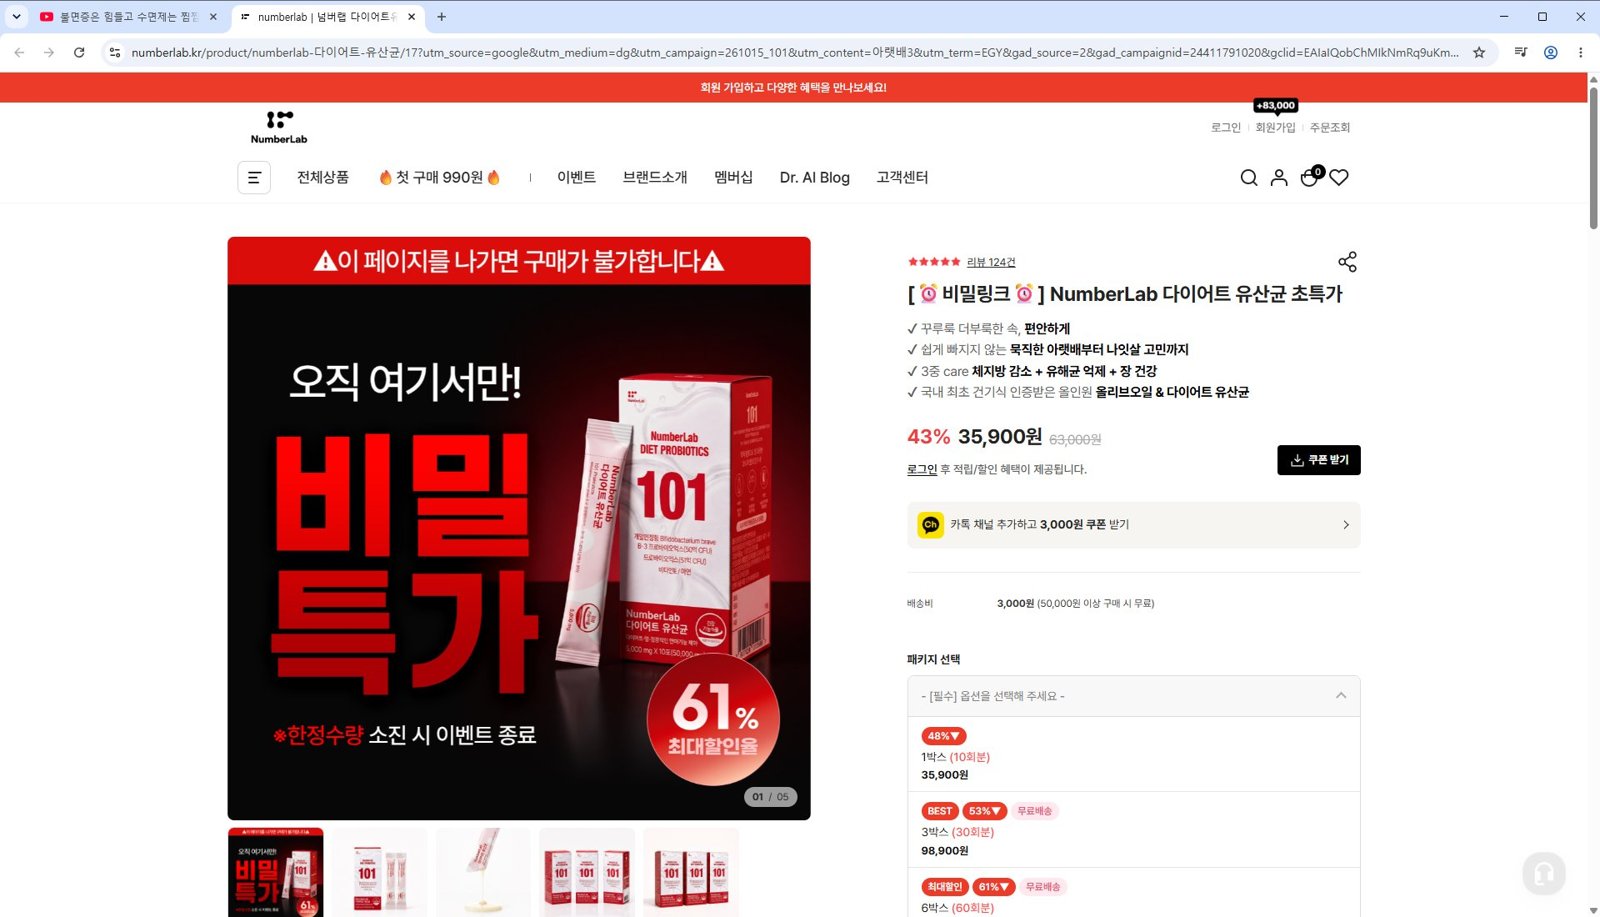 불면증은 힘들고 수면제는 찜찜
numberlab | 넘버랩 다이어트유
numberlab.kr/product/numberlab-다이어트-유산균/17?utm_source=google&utm_medium=dg&utm_campaign=261015_101&utm_content=아랫배3&utm_term=EGY&gad_source=2&gad_campaignid=24411791020&gclid=EAIaIQobChMIkNmRq9uKm...
회원 가입하고 다양한 혜택을 만나보세요!
+83,000
NumberLab
로그인 회원가입 주문조회
전체상품 첫 구매 990원 | 이벤트 브랜드소개 멤버십 Dr. AI Blog 고객센터
0
이 페이지를 나가면 구매가 불가합니다
오직 여기서만!
비밀
특가
※한정수량 소진 시 이벤트 종료
NumberLab
DIET PROBIOTICS
101
NumberLab
다이어트 유산균
NumberLab
다이어트 유산균
61%
최대할인율
01 / 05
리뷰 124건
[ ⏰ 비밀링크 ⏰ ] NumberLab 다이어트 유산균 초특가
✓ 꾸루룩 더부룩한 속, 편안하게
✓ 쉽게 빠지지 않는 묵직한 아랫배부터 나잇살 고민까지
✓ 3중 care 체지방 감소 + 유해균 억제 + 장 건강
✓ 국내 최초 건기식 인증받은 올인원 올리브오일 & 다이어트 유산균
43% 35,900원 63,000원
로그인 후 적립/할인 혜택이 제공됩니다.
쿠폰 받기
Ch 카톡 채널 추가하고 3,000원 쿠폰 받기
배송비 3,000원 (50,000원 이상 구매 시 무료)
패키지 선택
- [필수] 옵션을 선택해 주세요 -
48%▼
1박스 (10회분)
35,900원
BEST 53%▼ 무료배송
3박스 (30회분)
98,900원
최대할인 61%▼ 무료배송
6박스 (60회분)